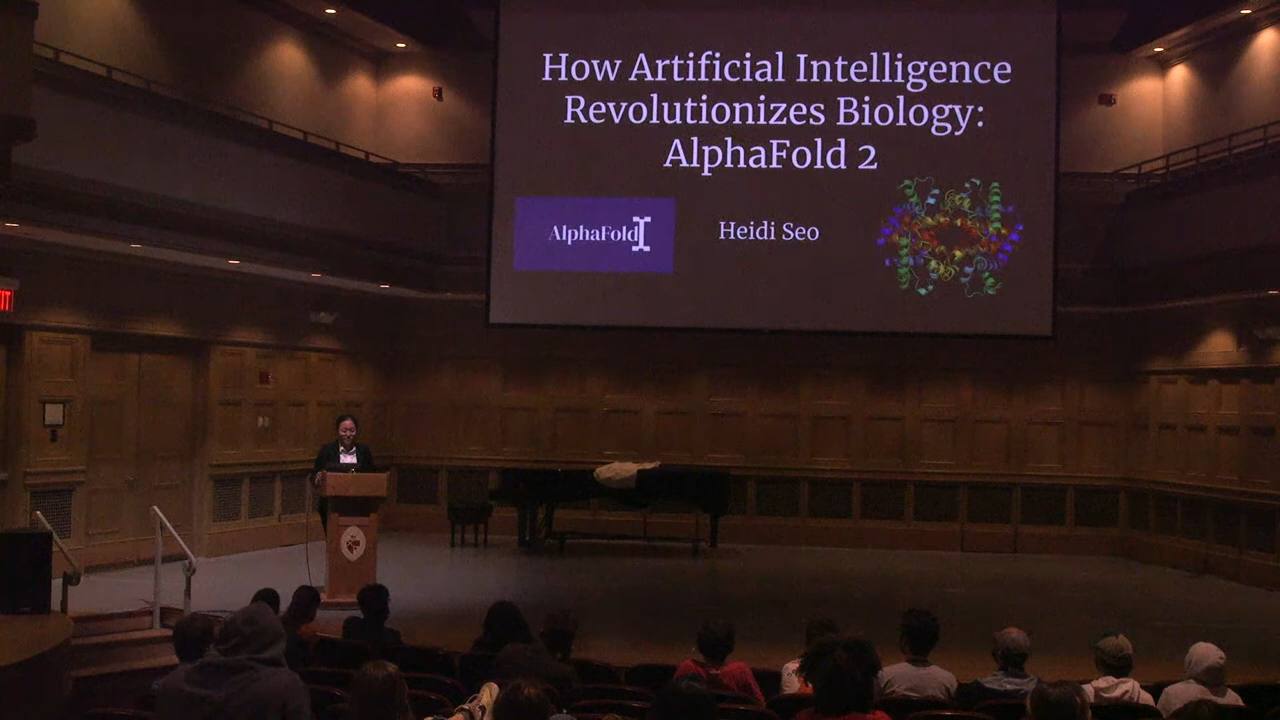 How Artificial Intelligence
Revolutionizes Biology:
AlphaFold 2
AlphaFold
Heidi Seo